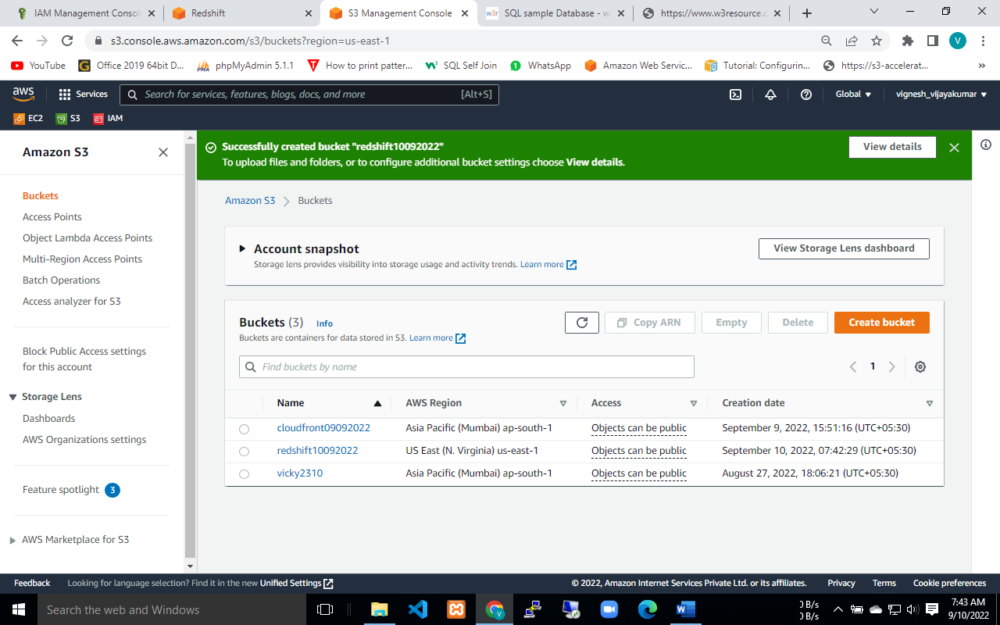 IAM Management Consol
Redshift
S3 Management Console
w3r SQL sample Database - w
https://www.w3resource.c
s3.console.aws.amazon.com/s3/buckets?region=us-east-1
V
YouTube
Office 2019 64bit D...
phpMyAdmin 5.1.1
How to print patter...
SQL Self Join
WhatsApp
Amazon Web Servic...
Tutorial: Configurin...
https://s3-accelerat...
»
aws
Services
Search for services, features, blogs, docs, and more [Alt+S]
Global
vignesh_vijayakumar
EC2
S3
IAM
Amazon S3
Buckets
Access Points
Object Lambda Access Points
Multi-Region Access Points
Batch Operations
Access analyzer for S3
Block Public Access settings
for this account
Storage Lens
Dashboards
AWS Organizations settings
Feature spotlight 3
AWS Marketplace for S3
Successfully created bucket "redshift10092022"
To upload files and folders, or to configure additional bucket settings choose View details.
View details
Amazon S3 > Buckets
Account snapshot
Storage lens provides visibility into storage usage and activity trends. Learn more
View Storage Lens dashboard
Buckets (3) Info
Buckets are containers for data stored in S3. Learn more
Copy ARN
Empty
Delete
Create bucket
Find buckets by name
1
Name AWS Region Access Creation date
cloudfront09092022 Asia Pacific (Mumbai) ap-south-1 Objects can be public September 9, 2022, 15:51:16 (UTC+05:30)
redshift10092022 US East (N. Virginia) us-east-1 Objects can be public September 10, 2022, 07:42:29 (UTC+05:30)
vicky2310 Asia Pacific (Mumbai) ap-south-1 Objects can be public August 27, 2022, 18:06:21 (UTC+05:30)
Feedback
Looking for language selection? Find it in the new Unified Settings
© 2022, Amazon Internet Services Private Ltd. or its affiliates.
Privacy
Terms
Cookie preferences
Search the web and Windows
B/s
B/s
7:43 AM
9/10/2022